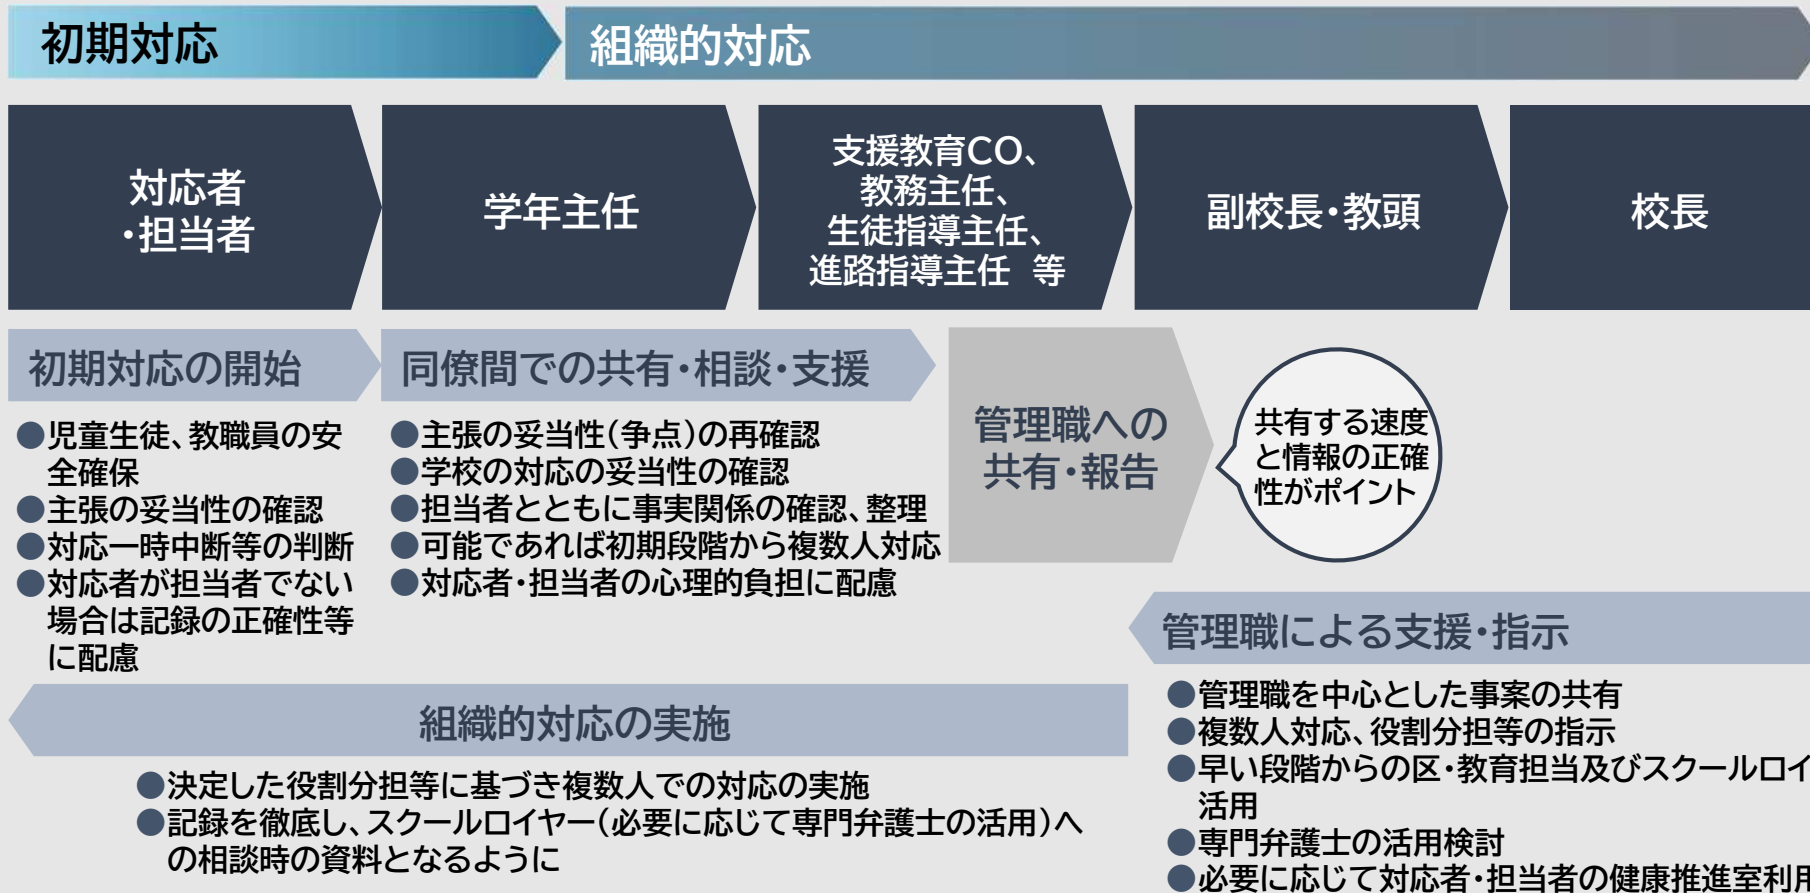 初期対応
組織的対応
対応者
・担当者
学年主任
支援教育CO、
教務主任、
生徒指導主任、
進路指導主任 等
副校長・教頭
校長
初期対応の開始
●児童生徒、教職員の安
全確保
●主張の妥当性の確認
●対応一時中断等の判断
●対応者が担当者でない
場合は記録の正確性等
に配慮
同僚間での共有・相談・支援
●主張の妥当性(争点)の再確認
●学校の対応の妥当性の確認
●担当者とともに事実関係の確認、整理
●可能であれば初期段階から複数人対応
●対応者・担当者の心理的負担に配慮
管理職への
共有・報告
共有する速度
と情報の正確
性がポイント
管理職による支援・指示
●管理職を中心とした事案の共有
●複数人対応、役割分担等の指示
●早い段階からの区・教育担当及びスクールロイ
活用
●専門弁護士の活用検討
●必要に応じて対応者・担当者の健康推進室利用
組織的対応の実施
●決定した役割分担等に基づき複数人での対応の実施
●記録を徹底し、スクールロイヤー(必要に応じて専門弁護士の活用)へ
の相談時の資料となるように